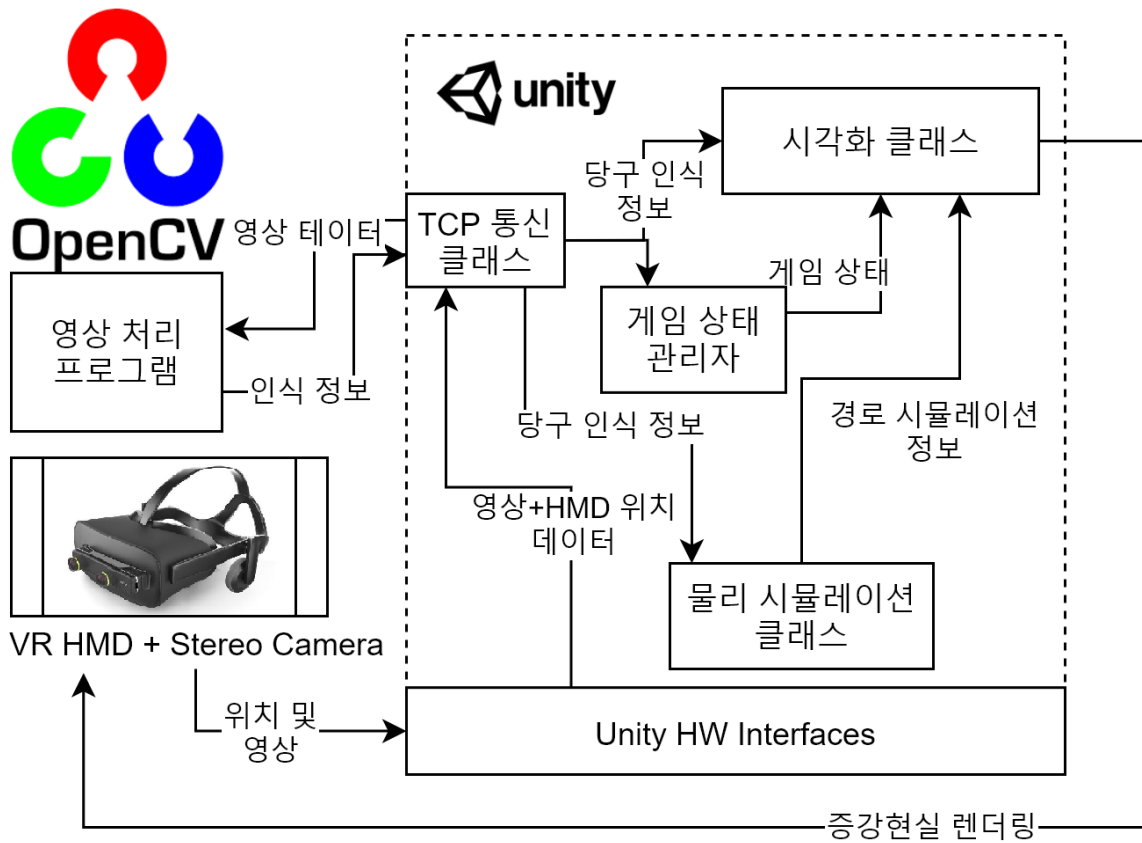 unity
시각화 클래스
당구 인식
정보
OpenCV
영상 테이터
TCP 통신
클래스
게임 상태
영상 처리
프로그램
게임 상태
관리자
인식 정보
당구 인식 정보
경로 시뮬레이션
정보
영상+HMD 위치
데이터
물리 시뮬레이션
클래스
VR HMD + Stereo Camera
위치 및
영상
Unity HW Interfaces
증강현실 렌더링